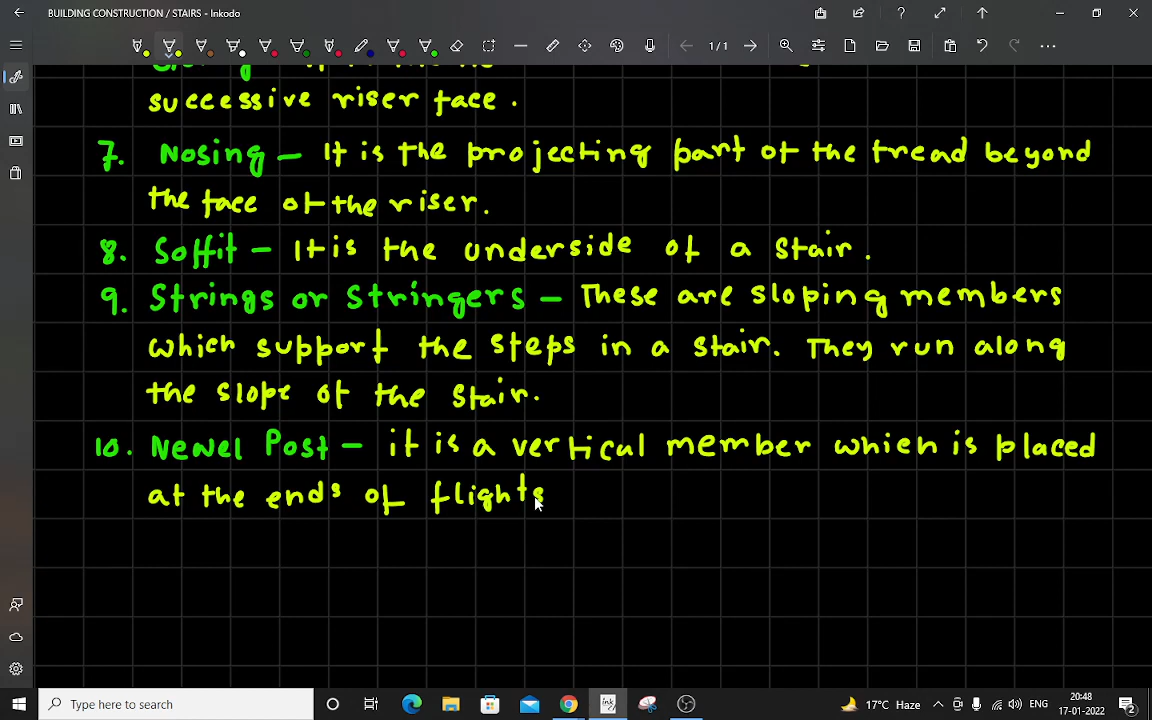 BUILDING CONSTRUCTION / STAIRS - Inkodo
1/1
successive riser face.
7. Nosing - It is the projecting part of the tread beyond
the face of the riser.
8. Soffit - It is the underside of a stair.
9. Strings or Stringers - These are sloping members
which support the steps in a stair. They run along
the slope of the stair.
10. Newel Post - it is a vertical member which is placed
at the ends of flights
Type here to search
ink
17°C Haze
ENG
20:48
17-01-2022
2